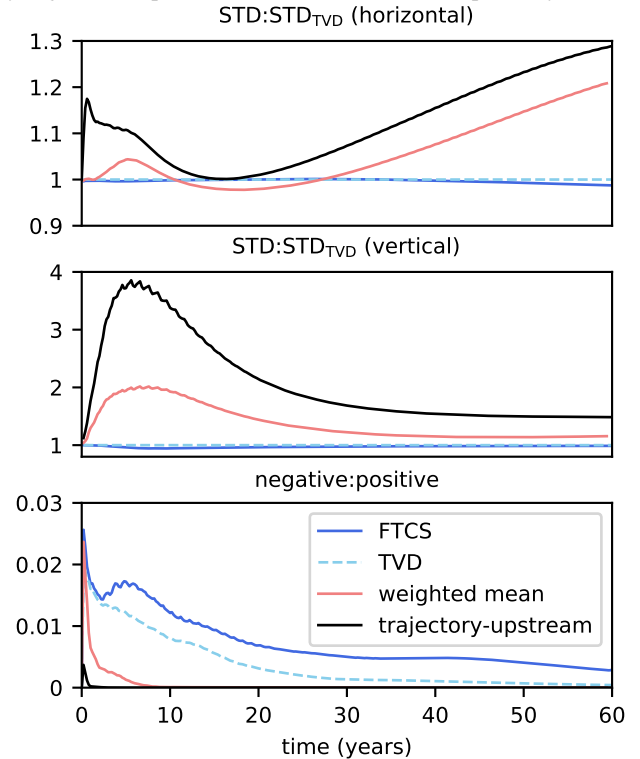 STD:STD_TVD (horizontal)
1.3
1.2
1.1
1
0.9
STD:STD_TVD (vertical)
4
3
2
1
negative:positive
0.03
0.02
0.01
0
FTCS
TVD
weighted mean
trajectory-upstream
0 10 20 30 40 50 60
time (years)